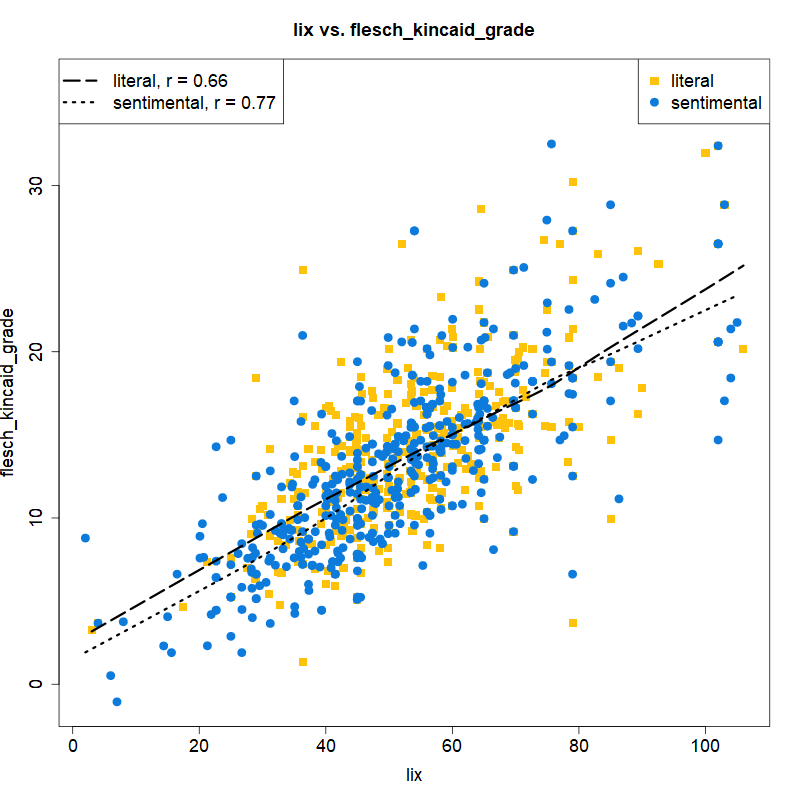 lix vs. flesch_kincaid_grade
literal, r = 0.66
sentimental, r = 0.77
literal
sentimental
flesch_kincaid_grade
30
20
10
0
0 20 40 60 80 100
lix